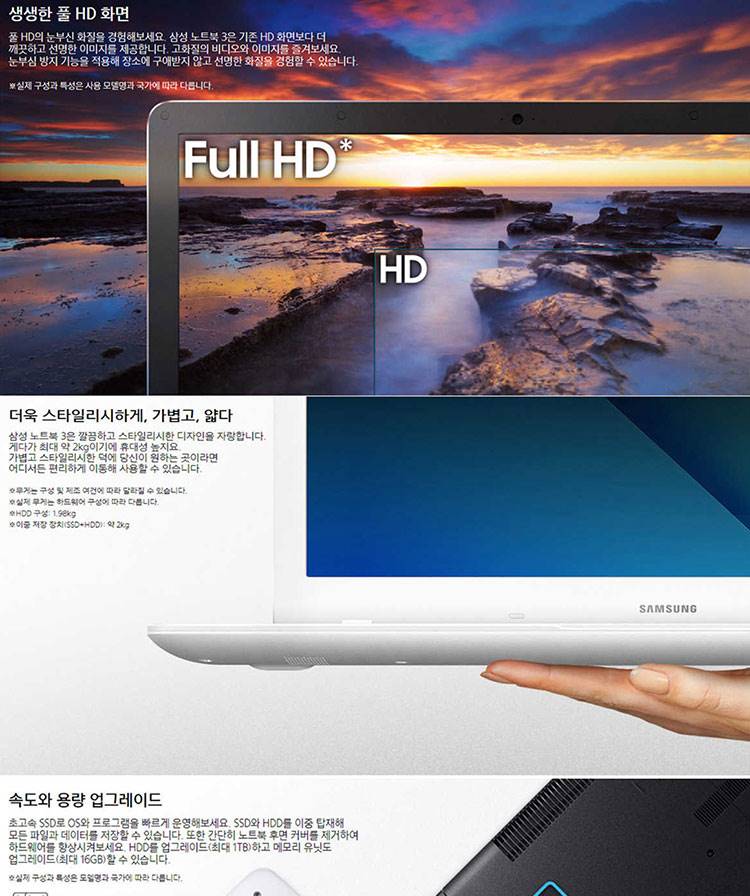 생생한 풀 HD 화면
풀 HD의 눈부신 화질을 경험해보세요. 삼성 노트북 3은 기존 HD 화면보다 더
깨끗하고 선명한 이미지를 제공합니다. 고화질의 비디오와 이미지를 즐겨보세요.
눈부심 방지 기능을 적용해 장소에 구애받지 않고 선명한 화질을 경험할 수 있습니다.
※실제 구성과 특성은 사용 모델명과 국가에 따라 다릅니다.
Full HD*
HD
더욱 스타일리시하게, 가볍고, 얇다
삼성 노트북 3은 깔끔하고 스타일리시한 디자인을 자랑합니다.
게다가 최대 약 2kg이기에 휴대성 높지요.
가볍고 스타일리시한 덕에 당신이 원하는 곳이라면
어디서든 편리하게 이동해 사용할 수 있습니다.
※무게는 구성 및 제조 여건에 따라 달라질 수 있습니다.
※실제 무게는 하드웨어 구성에 따라 다릅니다.
※HDD 구성: 1.98kg
※이중 저장 장치(SSD+HDD): 약 2kg
SAMSUNG
속도와 용량 업그레이드
초고속 SSD로 OS와 프로그램을 빠르게 운영해보세요. SSD와 HDD를 이중 탑재해
모든 파일과 데이터를 저장할 수 있습니다. 또한 간단히 노트북 후면 커버를 제거하여
하드웨어를 향상시켜보세요. HDD를 업그레이드(최대 1TB)하고 메모리 유닛도
업그레이드(최대 16GB)할 수 있습니다.
※실제 구성과 특성은 모델명과 국가에 따라 다릅니다.